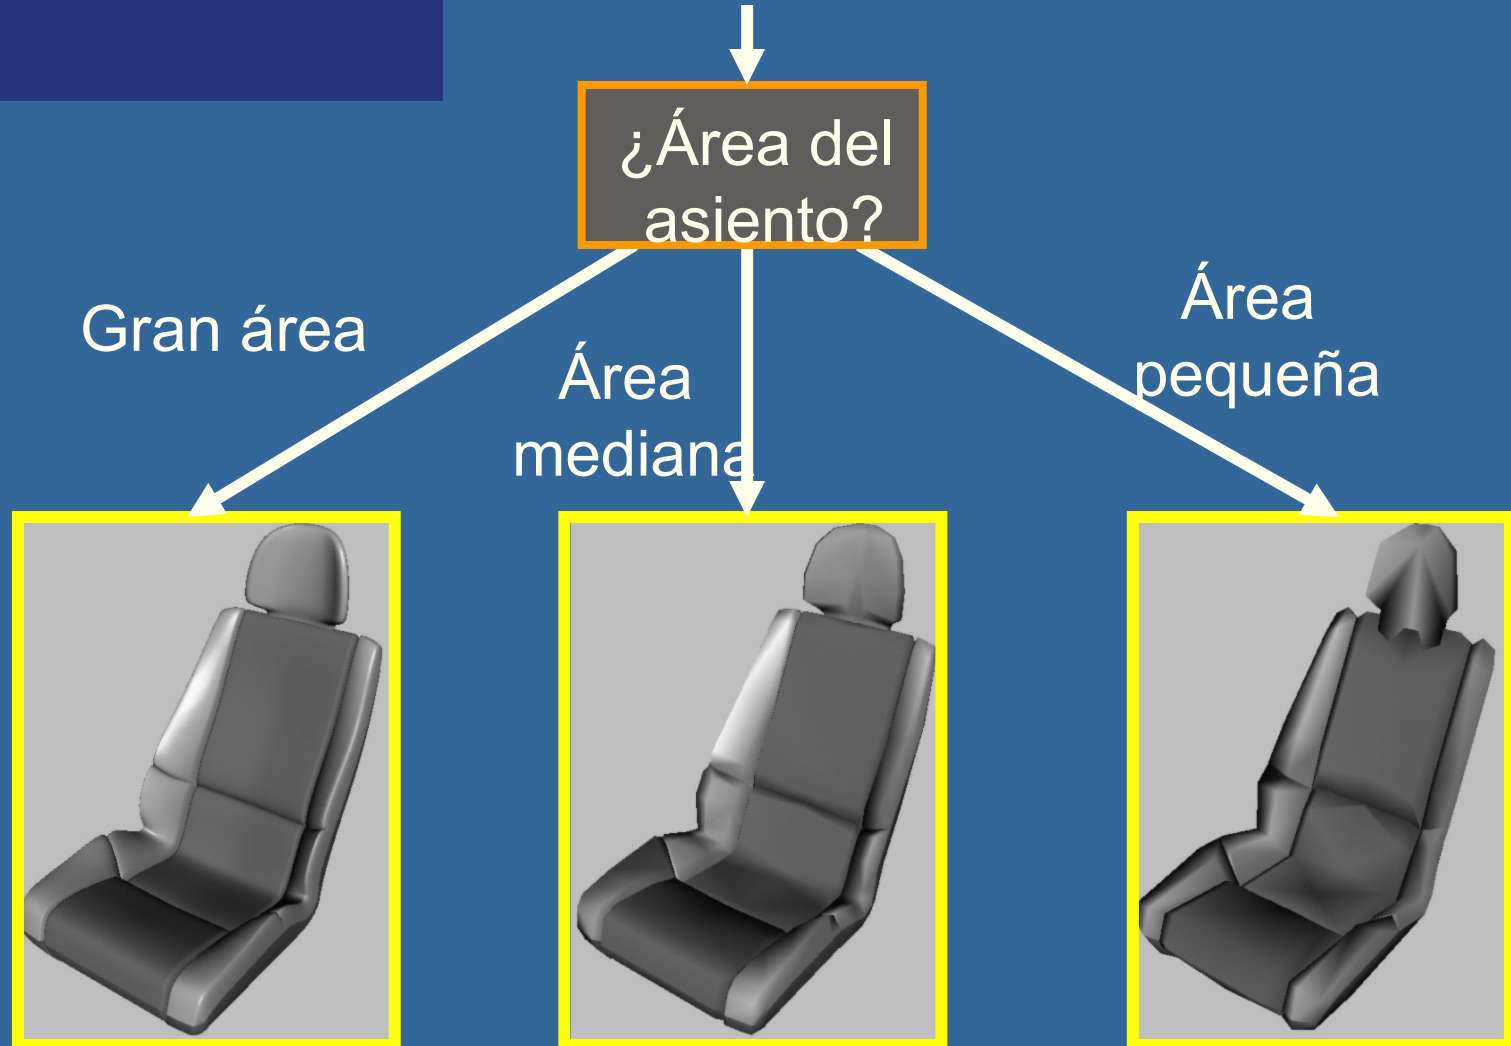 ¿Área del
asiento?
Gran área
Área
mediana
Área
pequeña